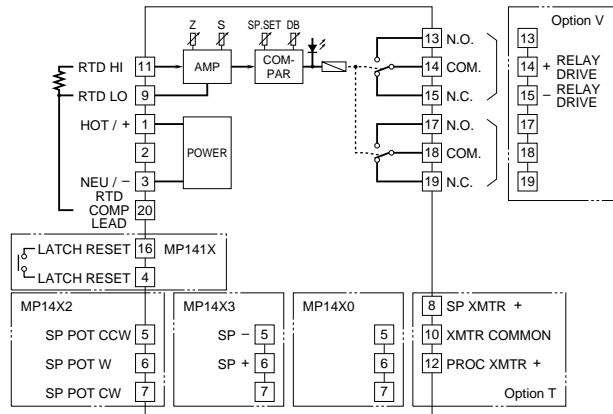 Z S SP.SET DB
RTD HI 11 AMP COM-
PAR
RTD LO 9
HOT / + 1
2 POWER
NEU / − 3
RTD
COMP 20
LEAD
13 N.O.
14 COM.
15 N.C.
17 N.O.
18 COM.
19 N.C.
Option V
13
14 + RELAY
DRIVE
15 − RELAY
DRIVE
17
18
19
LATCH RESET 16 MP141X
LATCH RESET 4
MP14X2
SP POT CCW 5
SP POT W 6
SP POT CW 7
MP14X3
SP − 5
SP + 6
7
MP14X0
5
6
7
8 SP XMTR +
10 XMTR COMMON
12 PROC XMTR +
Option T